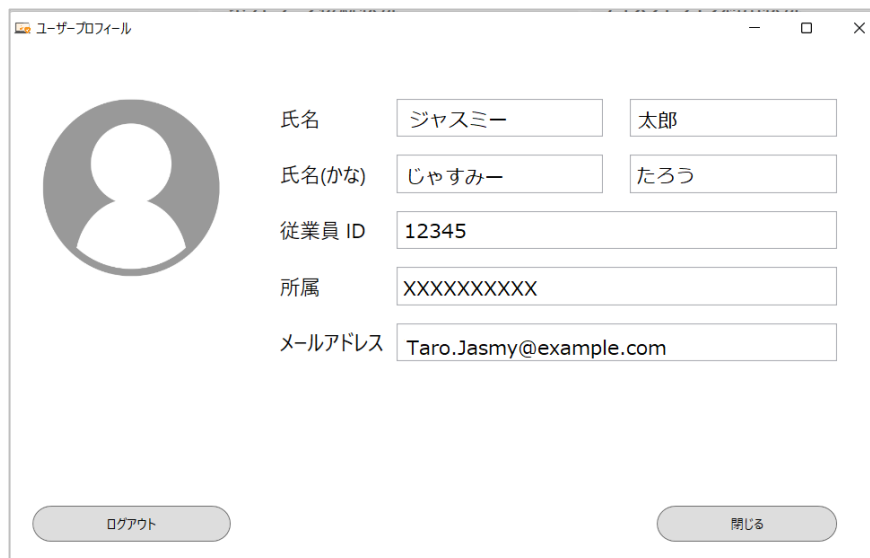 ユーザープロフィール
氏名 ジャスミー 太郎
氏名(かな) じゃすみー たろう
従業員 ID 12345
所属 XXXXXXXXXX
メールアドレス Taro.Jasmy@example.com
ログアウト 閉じる